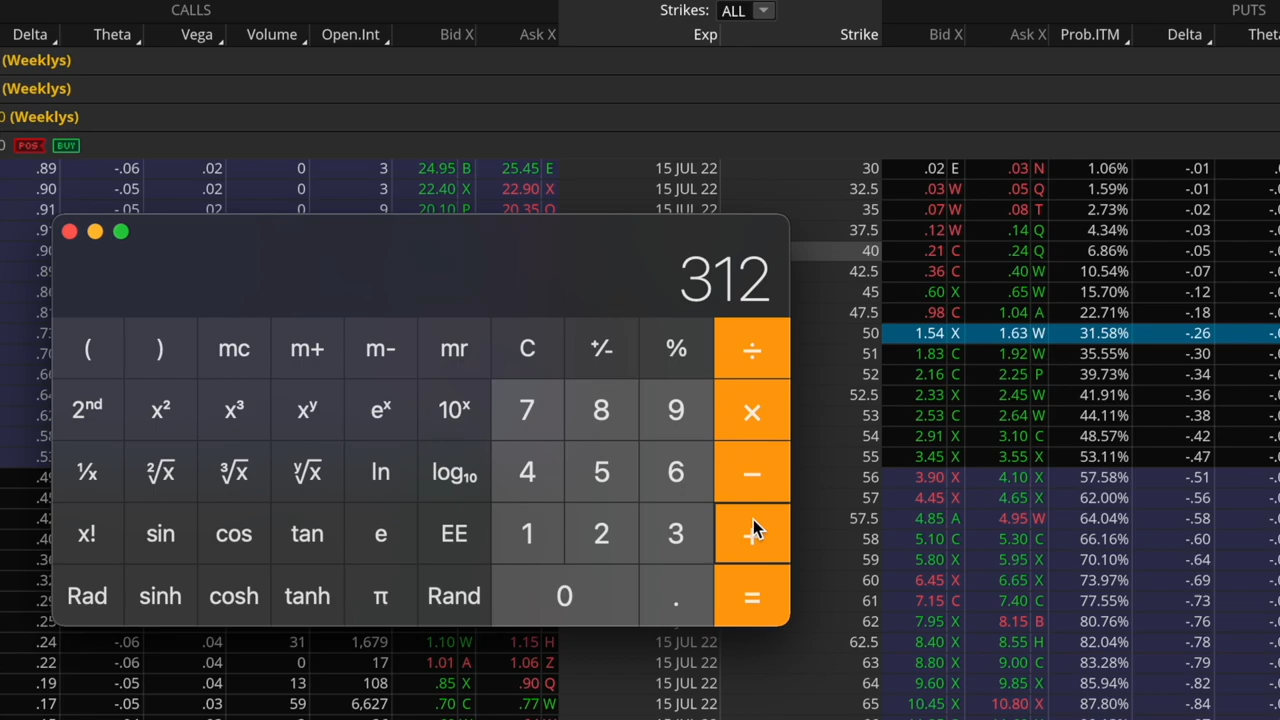 CALLS Strikes: ALL PUTS
Delta Theta Vega Volume Open.Int Bid X Ask X Exp Strike Bid X Ask X Prob.ITM Delta
(Weeklys)
(Weeklys)
0 (Weeklys)
0 POS BUY
.89 -.06 .02 0 3 24.95 B 25.45 E 15 JUL 22 30 .02 E .03 N 1.06% -.01
.90 -.05 .02 0 3 22.40 X 22.90 X 15 JUL 22 32.5 .03 W .05 Q 1.59% -.01
.91 -.05 .02 0 9 20.10 P 20.35 Q 15 JUL 22 35 .07 W .08 T 2.73% -.02
37.5 .12 W .14 Q 4.34% -.03
40 .21 C .24 Q 6.86% -.05
312
42.5 .36 C .40 W 10.54% -.07
45 .60 X .65 W 15.70% -.12
47.5 .98 C 1.04 A 22.71% -.18
50 1.54 X 1.63 W 31.58% -.26
( ) mc m+ m- mr C ⁺∕₋ % ÷
51 1.83 C 1.92 W 35.55% -.30
52 2.16 C 2.25 P 39.73% -.34
52.5 2.33 X 2.45 W 41.91% -.36
2nd x² x³ xʸ eˣ 10ˣ 7 8 9 ×
53 2.53 C 2.64 W 44.11% -.38
54 2.91 X 3.10 C 48.57% -.42
55 3.45 X 3.55 X 53.11% -.47
¹∕x ²√x ³√x ʸ√x ln log₁₀ 4 5 6 −
56 3.90 X 4.10 X 57.58% -.51
57 4.45 X 4.65 X 62.00% -.56
57.5 4.85 A 4.95 W 64.04% -.58
x! sin cos tan e EE 1 2 3 +
58 5.10 C 5.30 C 66.16% -.60
59 5.80 X 5.95 X 70.10% -.64
60 6.45 X 6.65 X 73.97% -.69
Rad sinh cosh tanh π Rand 0 . =
61 7.15 C 7.40 C 77.55% -.73
62 7.95 X 8.15 B 80.76% -.76
.24 -.06 .04 31 1,679 1.10 W 1.15 H 15 JUL 22 62.5 8.40 X 8.55 H 82.04% -.78
.22 -.06 .04 0 17 1.01 A 1.06 Z 15 JUL 22 63 8.80 X 9.00 C 83.28% -.79
.19 -.05 .04 13 108 .85 X .90 Q 15 JUL 22 64 9.60 X 9.85 X 85.94% -.84
.17 -.05 .03 59 6,627 .70 C .77 W 15 JUL 22 65 10.45 X 10.80 X 87.80% -.84